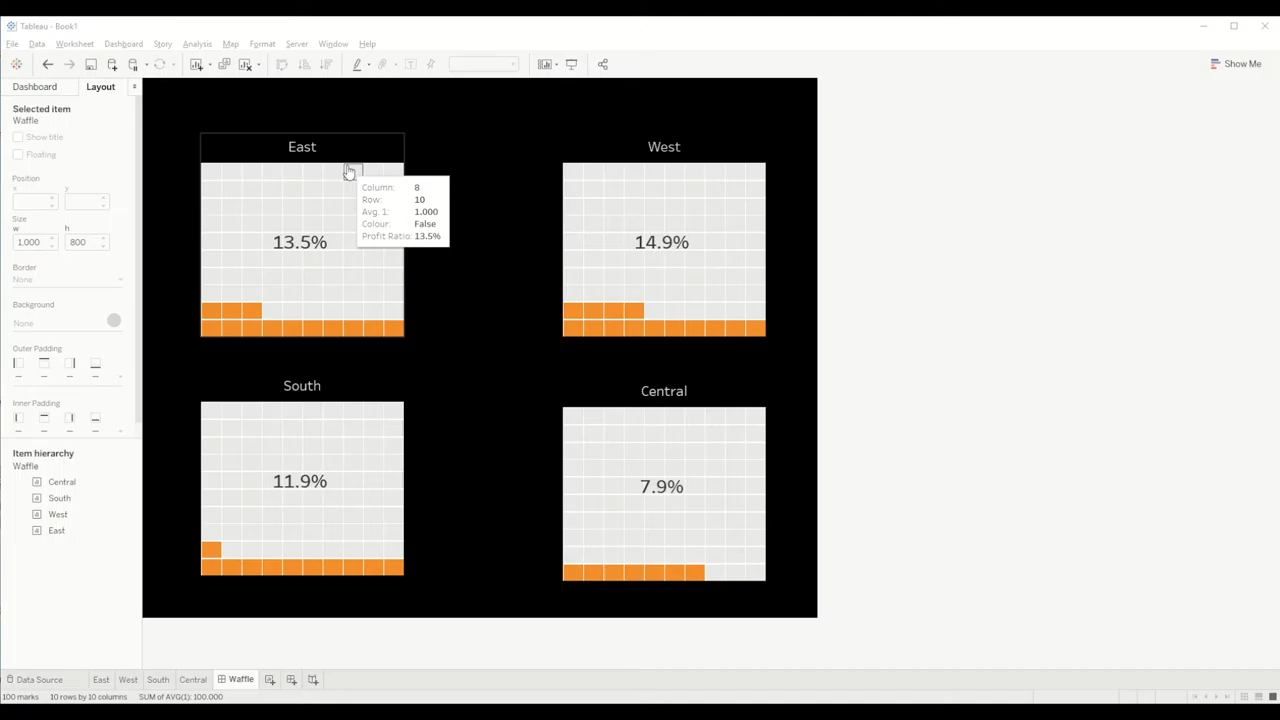 Tableau - Book1
File Data Worksheet Dashboard Story Analysis Map Format Server Window Help
Show Me
Dashboard Layout
Selected item
Waffle
Show title
Floating
Position
x y
Size
w h
1,000 800
Border
None
Background
None
Outer Padding
Inner Padding
Item hierarchy
Waffle
Central
South
West
East
East
13.5%
Column: 8
Row: 10
Avg. 1: 1.000
Colour: False
Profit Ratio: 13.5%
West
14.9%
South
11.9%
Central
7.9%
Data Source East West South Central Waffle
100 marks 10 rows by 10 columns SUM of AVG(1): 100.000